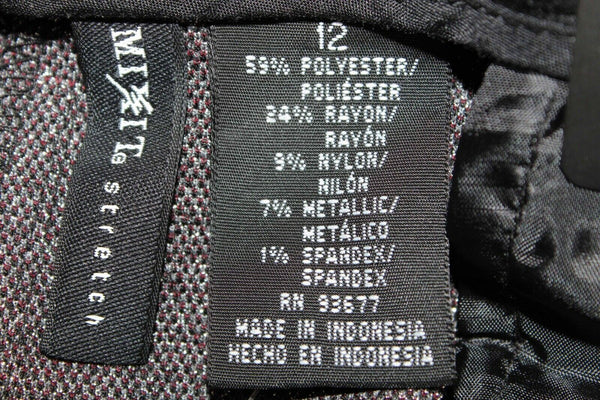 MIXIT
stretch
12
59% POLYESTER/
POLIÉSTER
24% RAYON/
RAYÓN
9% NYLON/
NILÓN
7% METALLIC/
METÁLICO
1% SPANDEX/
SPANDEX
RN 93677
MADE IN INDONESIA
HECHO EN INDONESIA